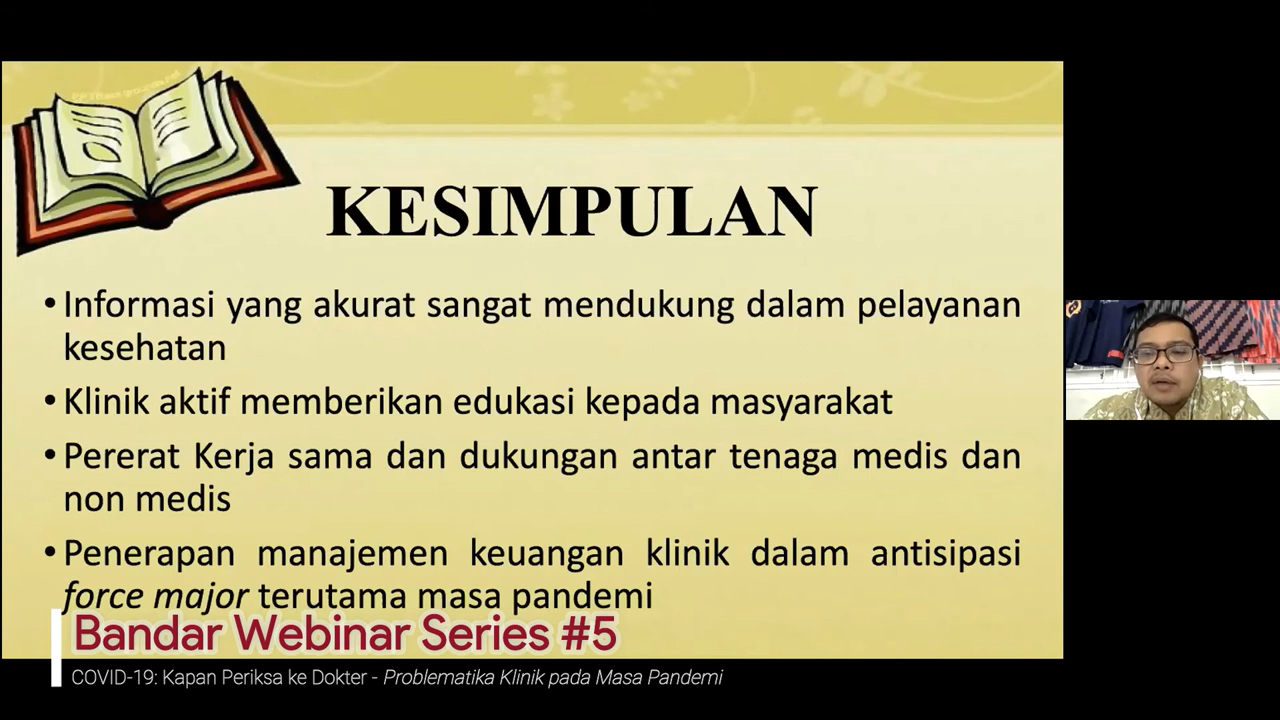 KESIMPULAN
• Informasi yang akurat sangat mendukung dalam pelayanan
kesehatan
• Klinik aktif memberikan edukasi kepada masyarakat
• Pererat Kerja sama dan dukungan antar tenaga medis dan
non medis
• Penerapan manajemen keuangan klinik dalam antisipasi
force major terutama masa pandemi
Bandar Webinar Series #5
COVID-19: Kapan Periksa ke Dokter - Problematika Klinik pada Masa Pandemi